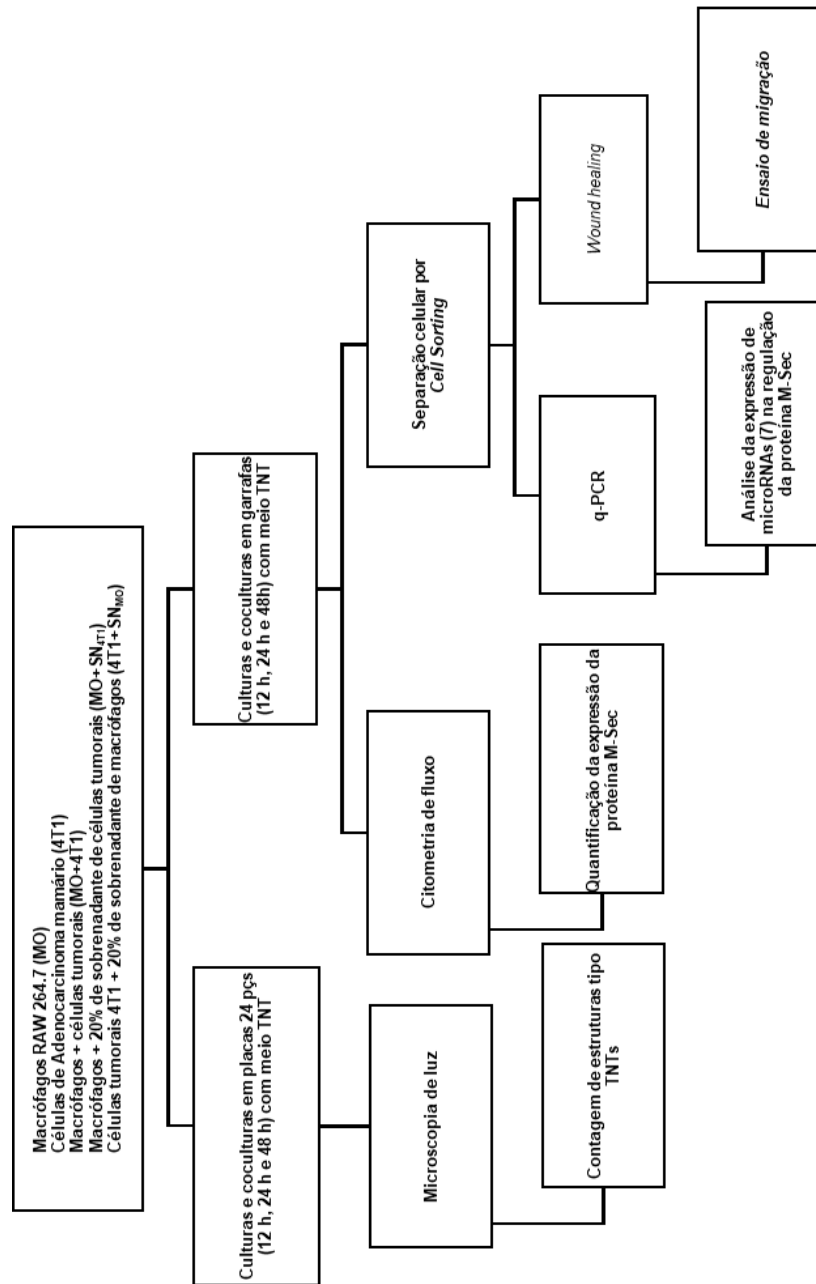 Macrófagos RAW 264.7 (MO)
Células de Adenocarcinoma mamário (4T1)
Macrófagos + células tumorais (MO+4T1)
Macrófagos + 20% de sobrenadante de células tumorais (MO+SN4T1)
Células tumorais 4T1 + 20% de sobrenadante de macrófagos (4T1+SNMO)
Culturas e coculturas em placas 24 pçs
(12 h, 24 h e 48 h) com meio TNT
Culturas e coculturas em garrafas
(12 h, 24 h e 48h) com meio TNT
Microscopia de luz
Citometria de fluxo
Separação celular por
Cell Sorting
Contagem de estruturas tipo
TNTs
Quantificação da expressão da
proteína M-Sec
q-PCR
Wound healing
Análise da expressão de
microRNAs (7) na regulação
da proteína M-Sec
Ensaio de migração